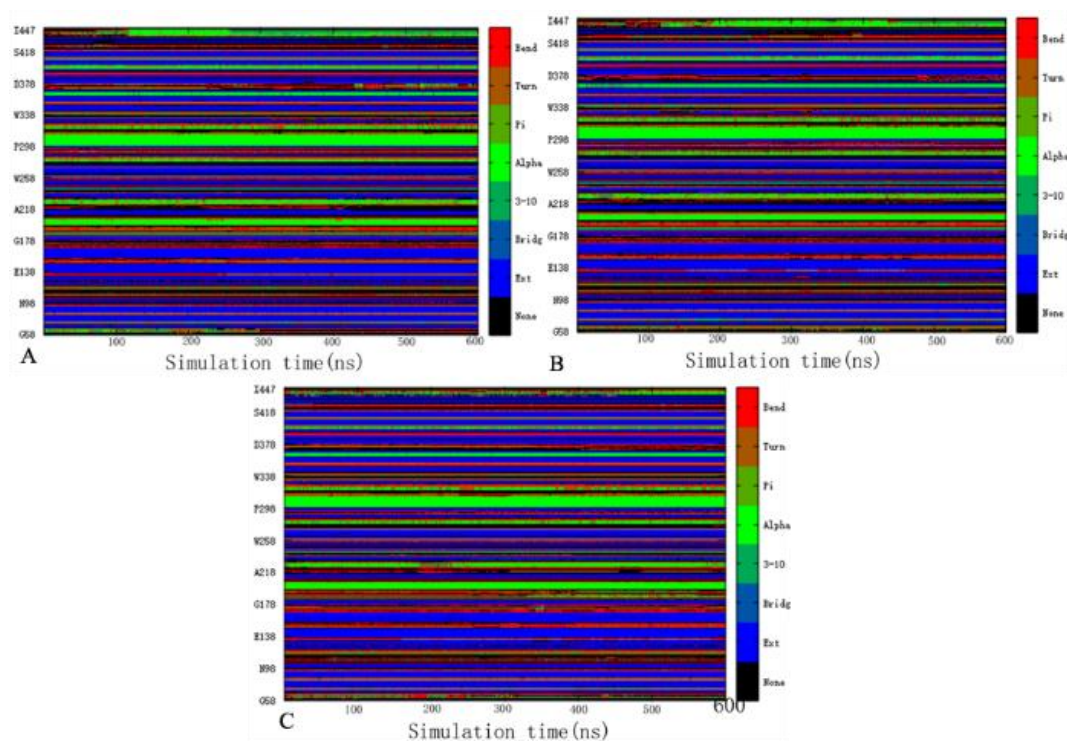 I447
S418
D378
W338
P298
W258
A218
G178
E138
N98
G58
100 200 300 400 500 600
Simulation time(ns)
A
Bend
Turn
Pi
Alpha
3-10
Bridg
Ext
None
I447
S418
D378
W338
P298
W258
A218
G178
E138
N98
G58
100 200 300 400 500 600
Simulation time(ns)
B
Bend
Turn
Pi
Alpha
3-10
Bridg
Ext
None
I447
S418
D378
W338
P298
W258
A218
G178
E138
N98
G58
100 200 300 400 500 600
Simulation time(ns)
C
Bend
Turn
Pi
Alpha
3-10
Bridg
Ext
None